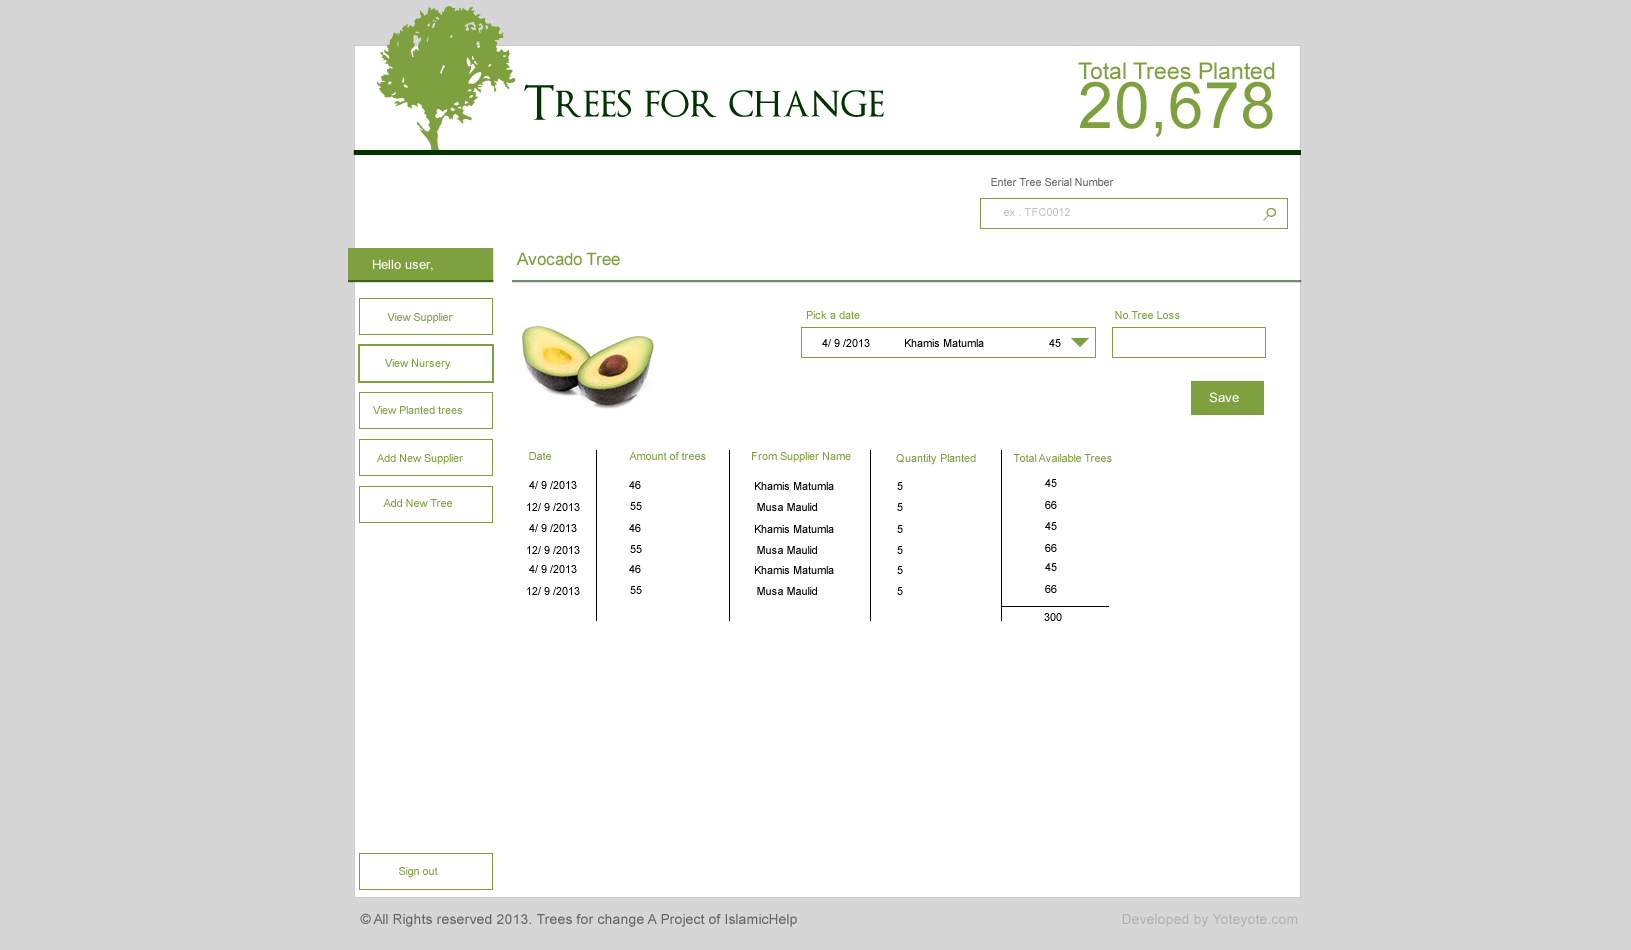 TREES FOR CHANGE
Total Trees Planted
20,678
Enter Tree Serial Number
ex . TFC0012
Hello user,
View Supplier
View Nursery
View Planted trees
Add New Supplier
Add New Tree
Sign out
Avocado Tree
Pick a date
4/ 9 /2013 Khamis Matumla 45
No.Tree Loss
Save
Date Amount of trees From Supplier Name Quantity Planted Total Available Trees
4/ 9 /2013 46 Khamis Matumla 5 45
12/ 9 /2013 55 Musa Maulid 5 66
4/ 9 /2013 46 Khamis Matumla 5 45
12/ 9 /2013 55 Musa Maulid 5 66
4/ 9 /2013 46 Khamis Matumla 5 45
12/ 9 /2013 55 Musa Maulid 5 66
300
© All Rights reserved 2013. Trees for change A Project of IslamicHelp
Developed by Yoteyote.com